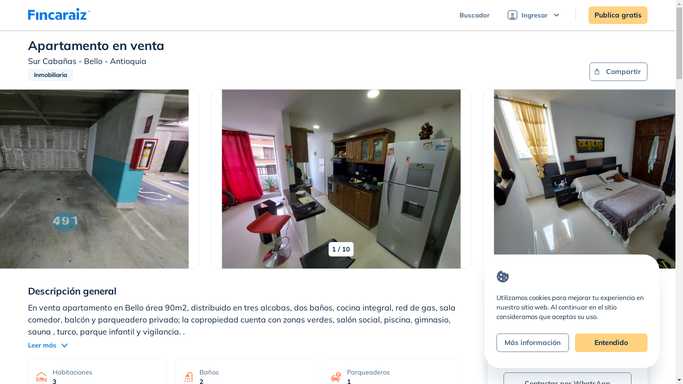 Fincaraiz
Buscador
Ingresar
Publica gratis
Apartamento en venta
Sur Cabañas - Bello - Antioquia
Inmobiliaria
Compartir
491
1 / 10
Descripción general
En venta apartamento en Bello área 90m2, distribuido en tres alcobas, dos baños, cocina integral, red de gas, sala
comedor, balcón y parqueadero privado; la copropiedad cuenta con zonas verdes, salón social, piscina, gimnasio,
sauna , turco, parque infantil y vigilancia. .
Leer más
Habitaciones
3
Baños
2
Parqueaderos
1
Utilizamos cookies para mejorar tu experiencia en
nuestro sitio web. Al continuar en el sitio
consideramos que aceptas su uso.
Más información
Entendido
Contactar por WhatsApp